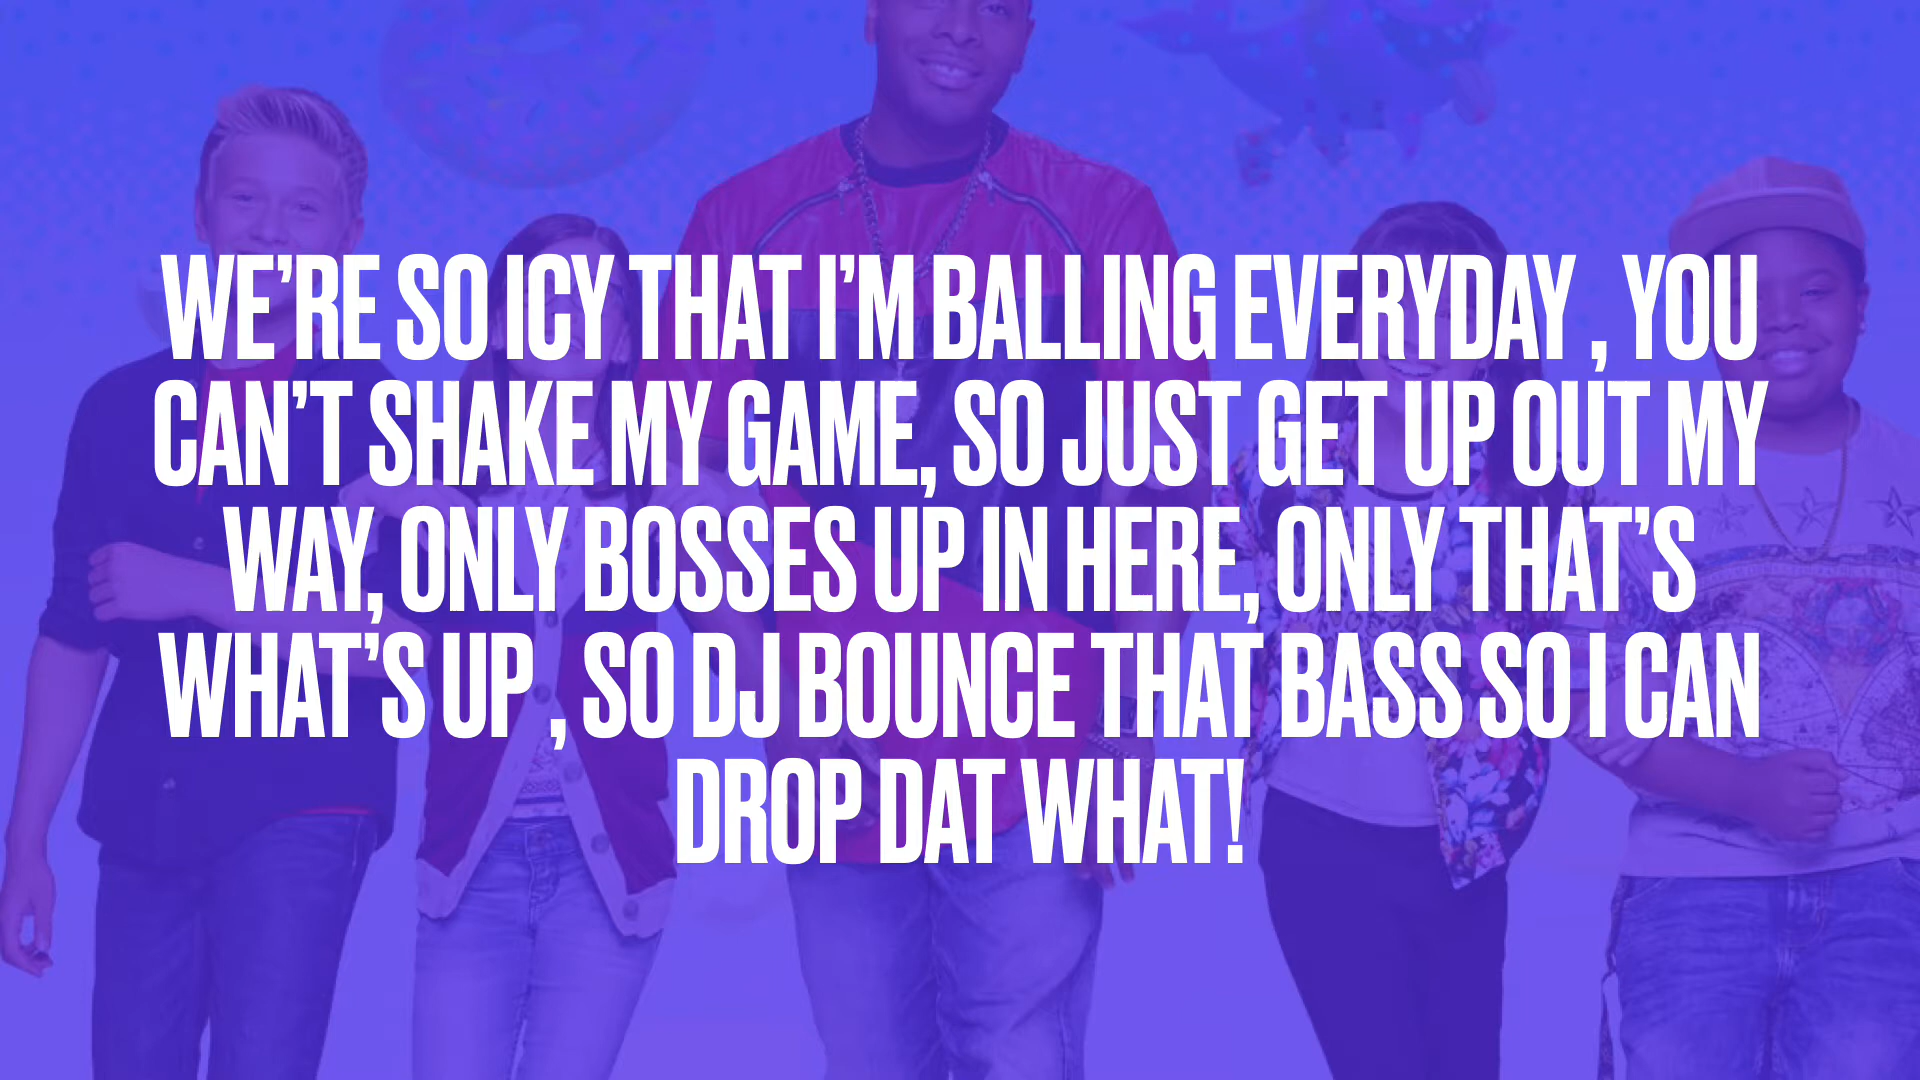 WE’RE SO ICY THAT I’M BALLING EVERYDAY , YOU
CAN’T SHAKE MY GAME, SO JUST GET UP OUT MY
WAY, ONLY BOSSES UP IN HERE, ONLY THAT’S
WHAT’S UP , SO DJ BOUNCE THAT BASS SO I CAN
DROP DAT WHAT!